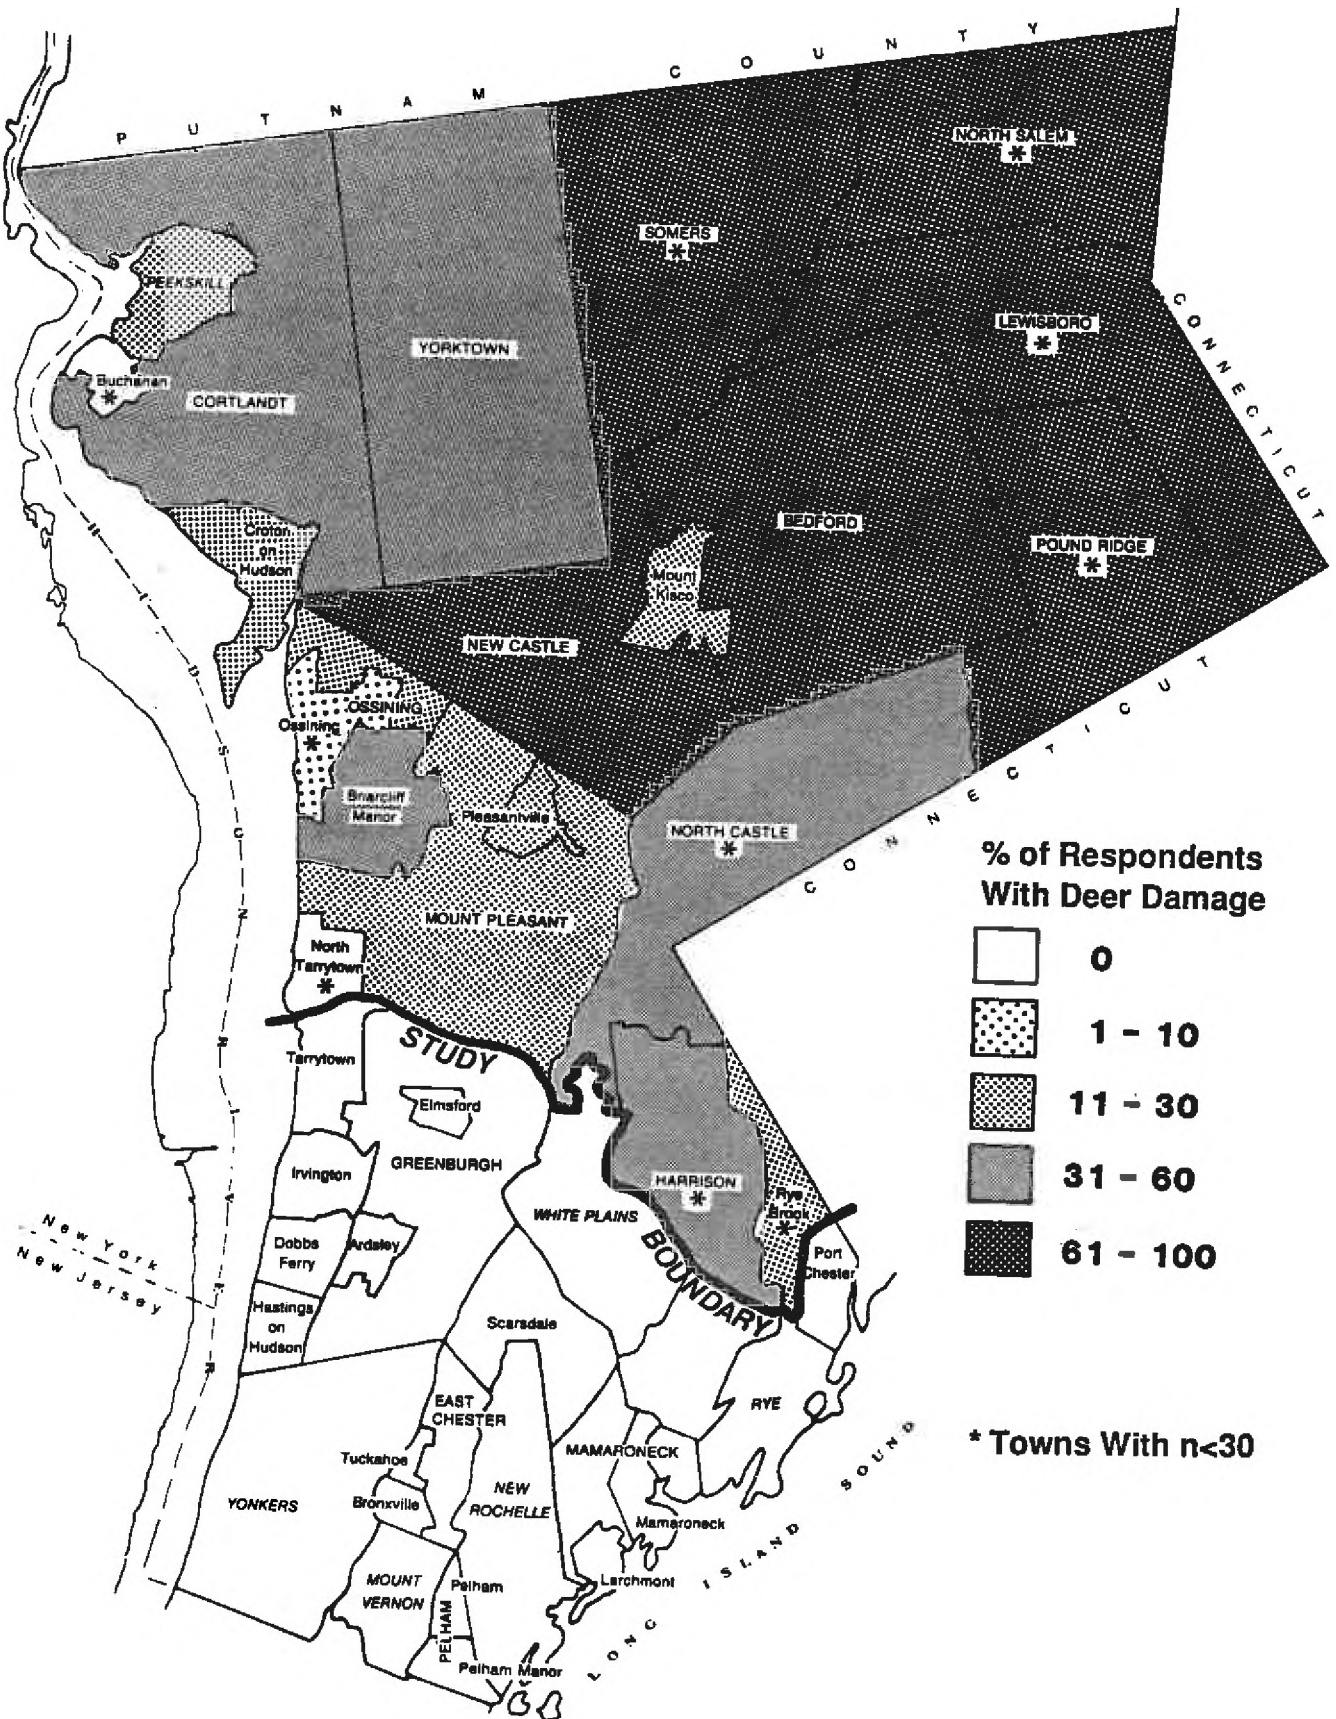 PUTNAM COUNTY
NORTH SALEM
*
SOMERS
*
PEEKSKILL
LEWISBORO
*
CONNECTICUT
YORKTOWN
Buchanan
*
CORTLANDT
Croton
on
Hudson
BEDFORD
POUND RIDGE
*
Mount
Kisco
NEW CASTLE
CONNECTICUT
HUDSON RIVER
OSSINING
Ossining
*
Briarcliff
Manor
Pleasantville
NORTH CASTLE
*
MOUNT PLEASANT
North
Tarrytown
*
% of Respondents
With Deer Damage
0
1 - 10
11 - 30
31 - 60
61 - 100
* Towns With n<30
STUDY
BOUNDARY
Tarrytown
Elmsford
GREENBURGH
Irvington
HARRISON
*
Rye
Brook
*
WHITE PLAINS
Dobbs
Ferry
Ardsley
Port
Chester
New York
New Jersey
Hastings
on
Hudson
Scarsdale
EAST
CHESTER
RYE
Tuckahoe
MAMARONECK
Bronxville
NEW
ROCHELLE
YONKERS
Mamaroneck
MOUNT
VERNON
Pelham
PELHAM
Larchmont
Pelham Manor
LONG ISLAND SOUND